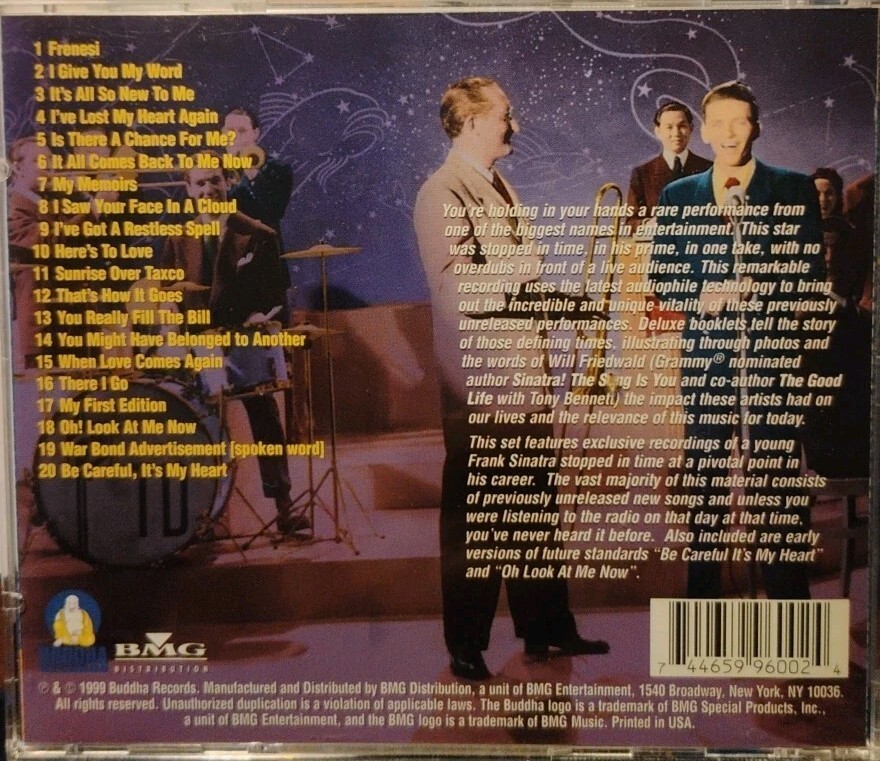 1 Frenesi
2 I Give You My Word
3 It's All So New To Me
4 I've Lost My Heart Again
5 Is There A Chance For Me?
6 It All Comes Back To Me Now
7 My Memoirs
8 I Saw Your Face In A Cloud
9 I've Got A Restless Spell
10 Here's To Love
11 Sunrise Over Taxco
12 That's How It Goes
13 You Really Fill The Bill
14 You Might Have Belonged to Another
15 When Love Comes Again
16 There I Go
17 My First Edition
18 Oh! Look At Me Now
19 War Bond Advertisement [spoken word]
20 Be Careful, It's My Heart
You're holding in your hands a rare performance from
one of the biggest names in entertainment. This star
was stopped in time, in his prime, in one take, with no
overdubs in front of a live audience. This remarkable
recording uses the latest audiophile technology to bring
out the incredible and unique vitality of these previously
unreleased performances. Deluxe booklets tell the story
of those defining times, illustrating through photos and
the words of Will Friedwald (Grammy® nominated
author Sinatra! The Song Is You and co-author The Good
Life with Tony Bennett) the impact these artists had on
our lives and the relevance of this music for today.
This set features exclusive recordings of a young
Frank Sinatra stopped in time at a pivotal point in
his career. The vast majority of this material consists
of previously unreleased new songs and unless you
were listening to the radio on that day at that time,
you've never heard it before. Also included are early
versions of future standards "Be Careful It's My Heart"
and "Oh Look At Me Now".
TD
BMG
DISTRIBUTION
7 44659 96002 4
℗ & © 1999 Buddha Records. Manufactured and Distributed by BMG Distribution, a unit of BMG Entertainment, 1540 Broadway, New York, NY 10036.
All rights reserved. Unauthorized duplication is a violation of applicable laws. The Buddha logo is a trademark of BMG Special Products, Inc.,
a unit of BMG Entertainment, and the BMG logo is a trademark of BMG Music. Printed in USA.